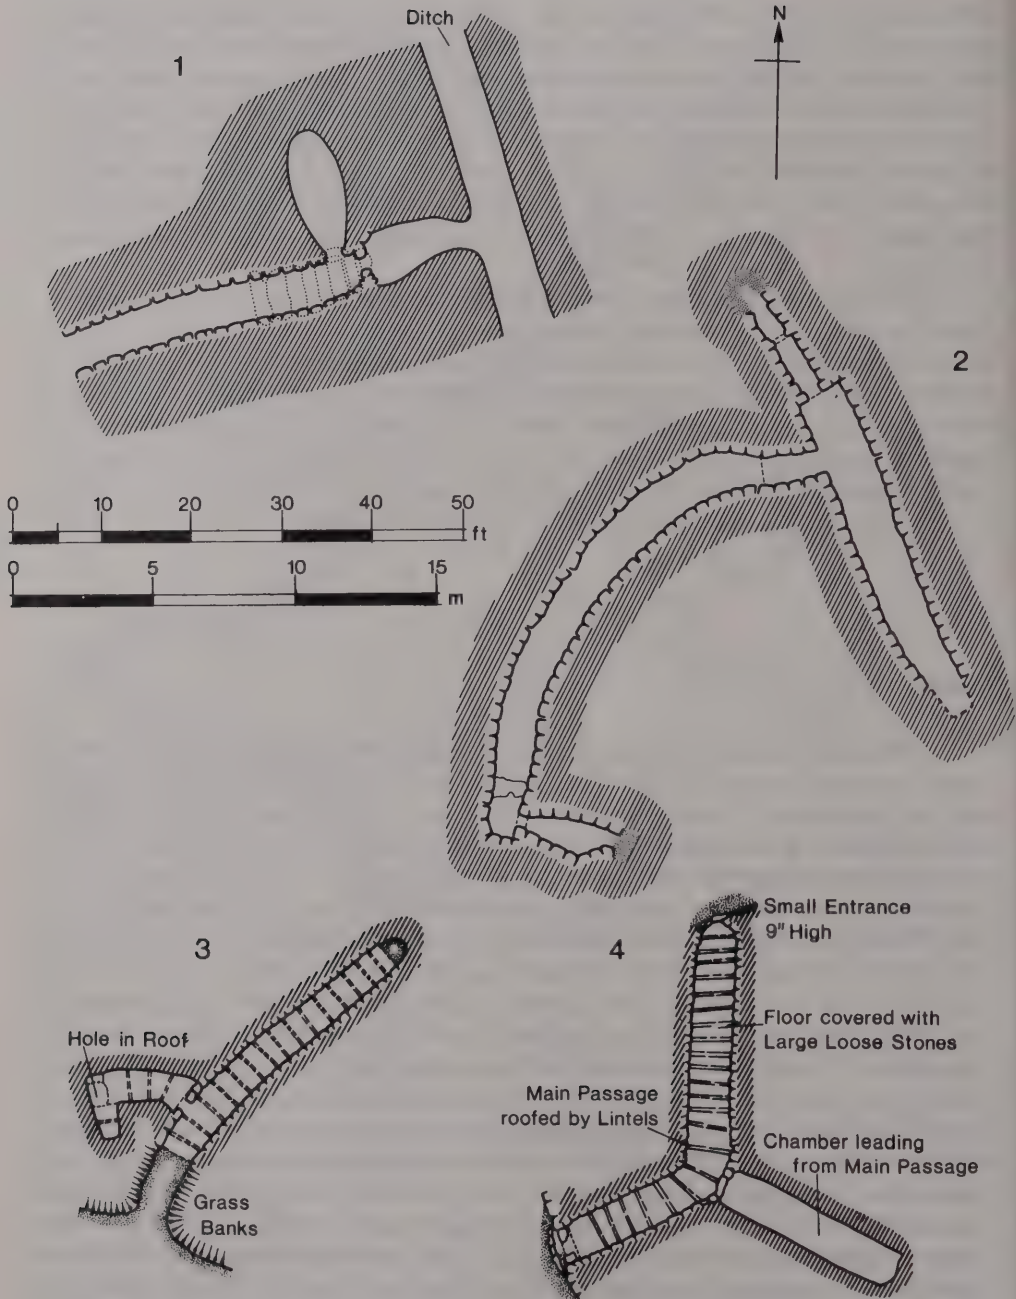 Ditch
N
1
2
0 10 20 30 40 50
ft
0 5 10 15
m
3
4
Small Entrance
9" High
Hole in Roof
Floor covered with
Large Loose Stones
Main Passage
roofed by Lintels
Chamber leading
from Main Passage
Grass
Banks